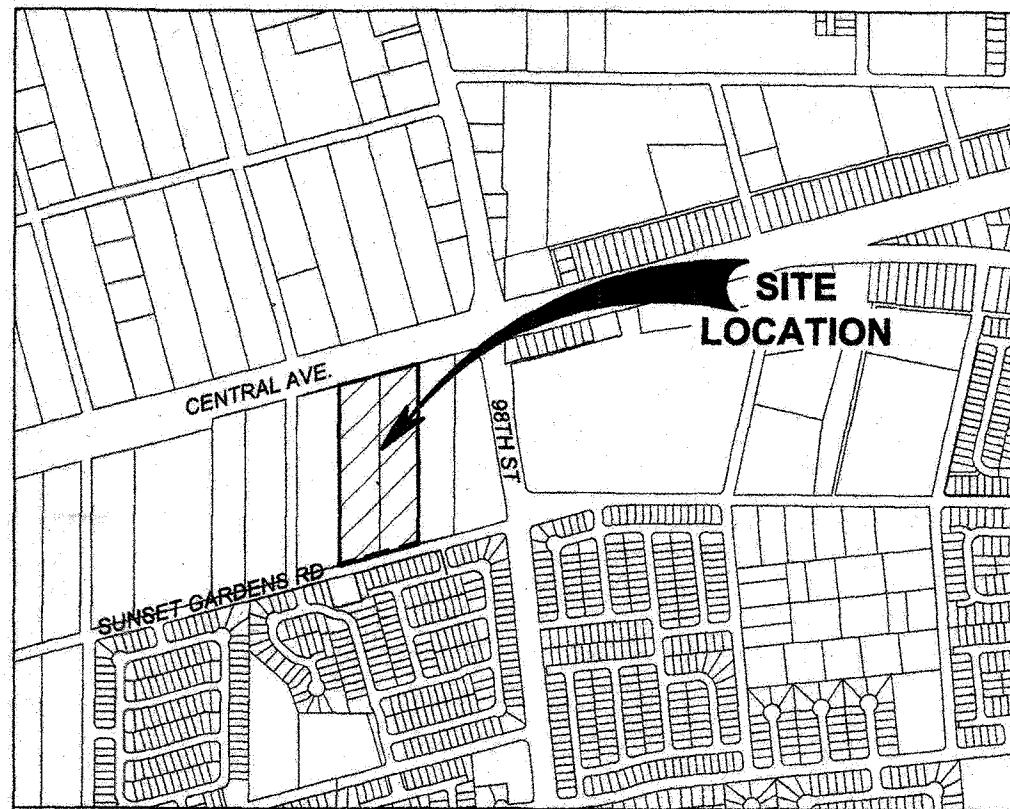 SITE
LOCATION
CENTRAL AVE.
98TH ST
SUNSET GARDENS RD